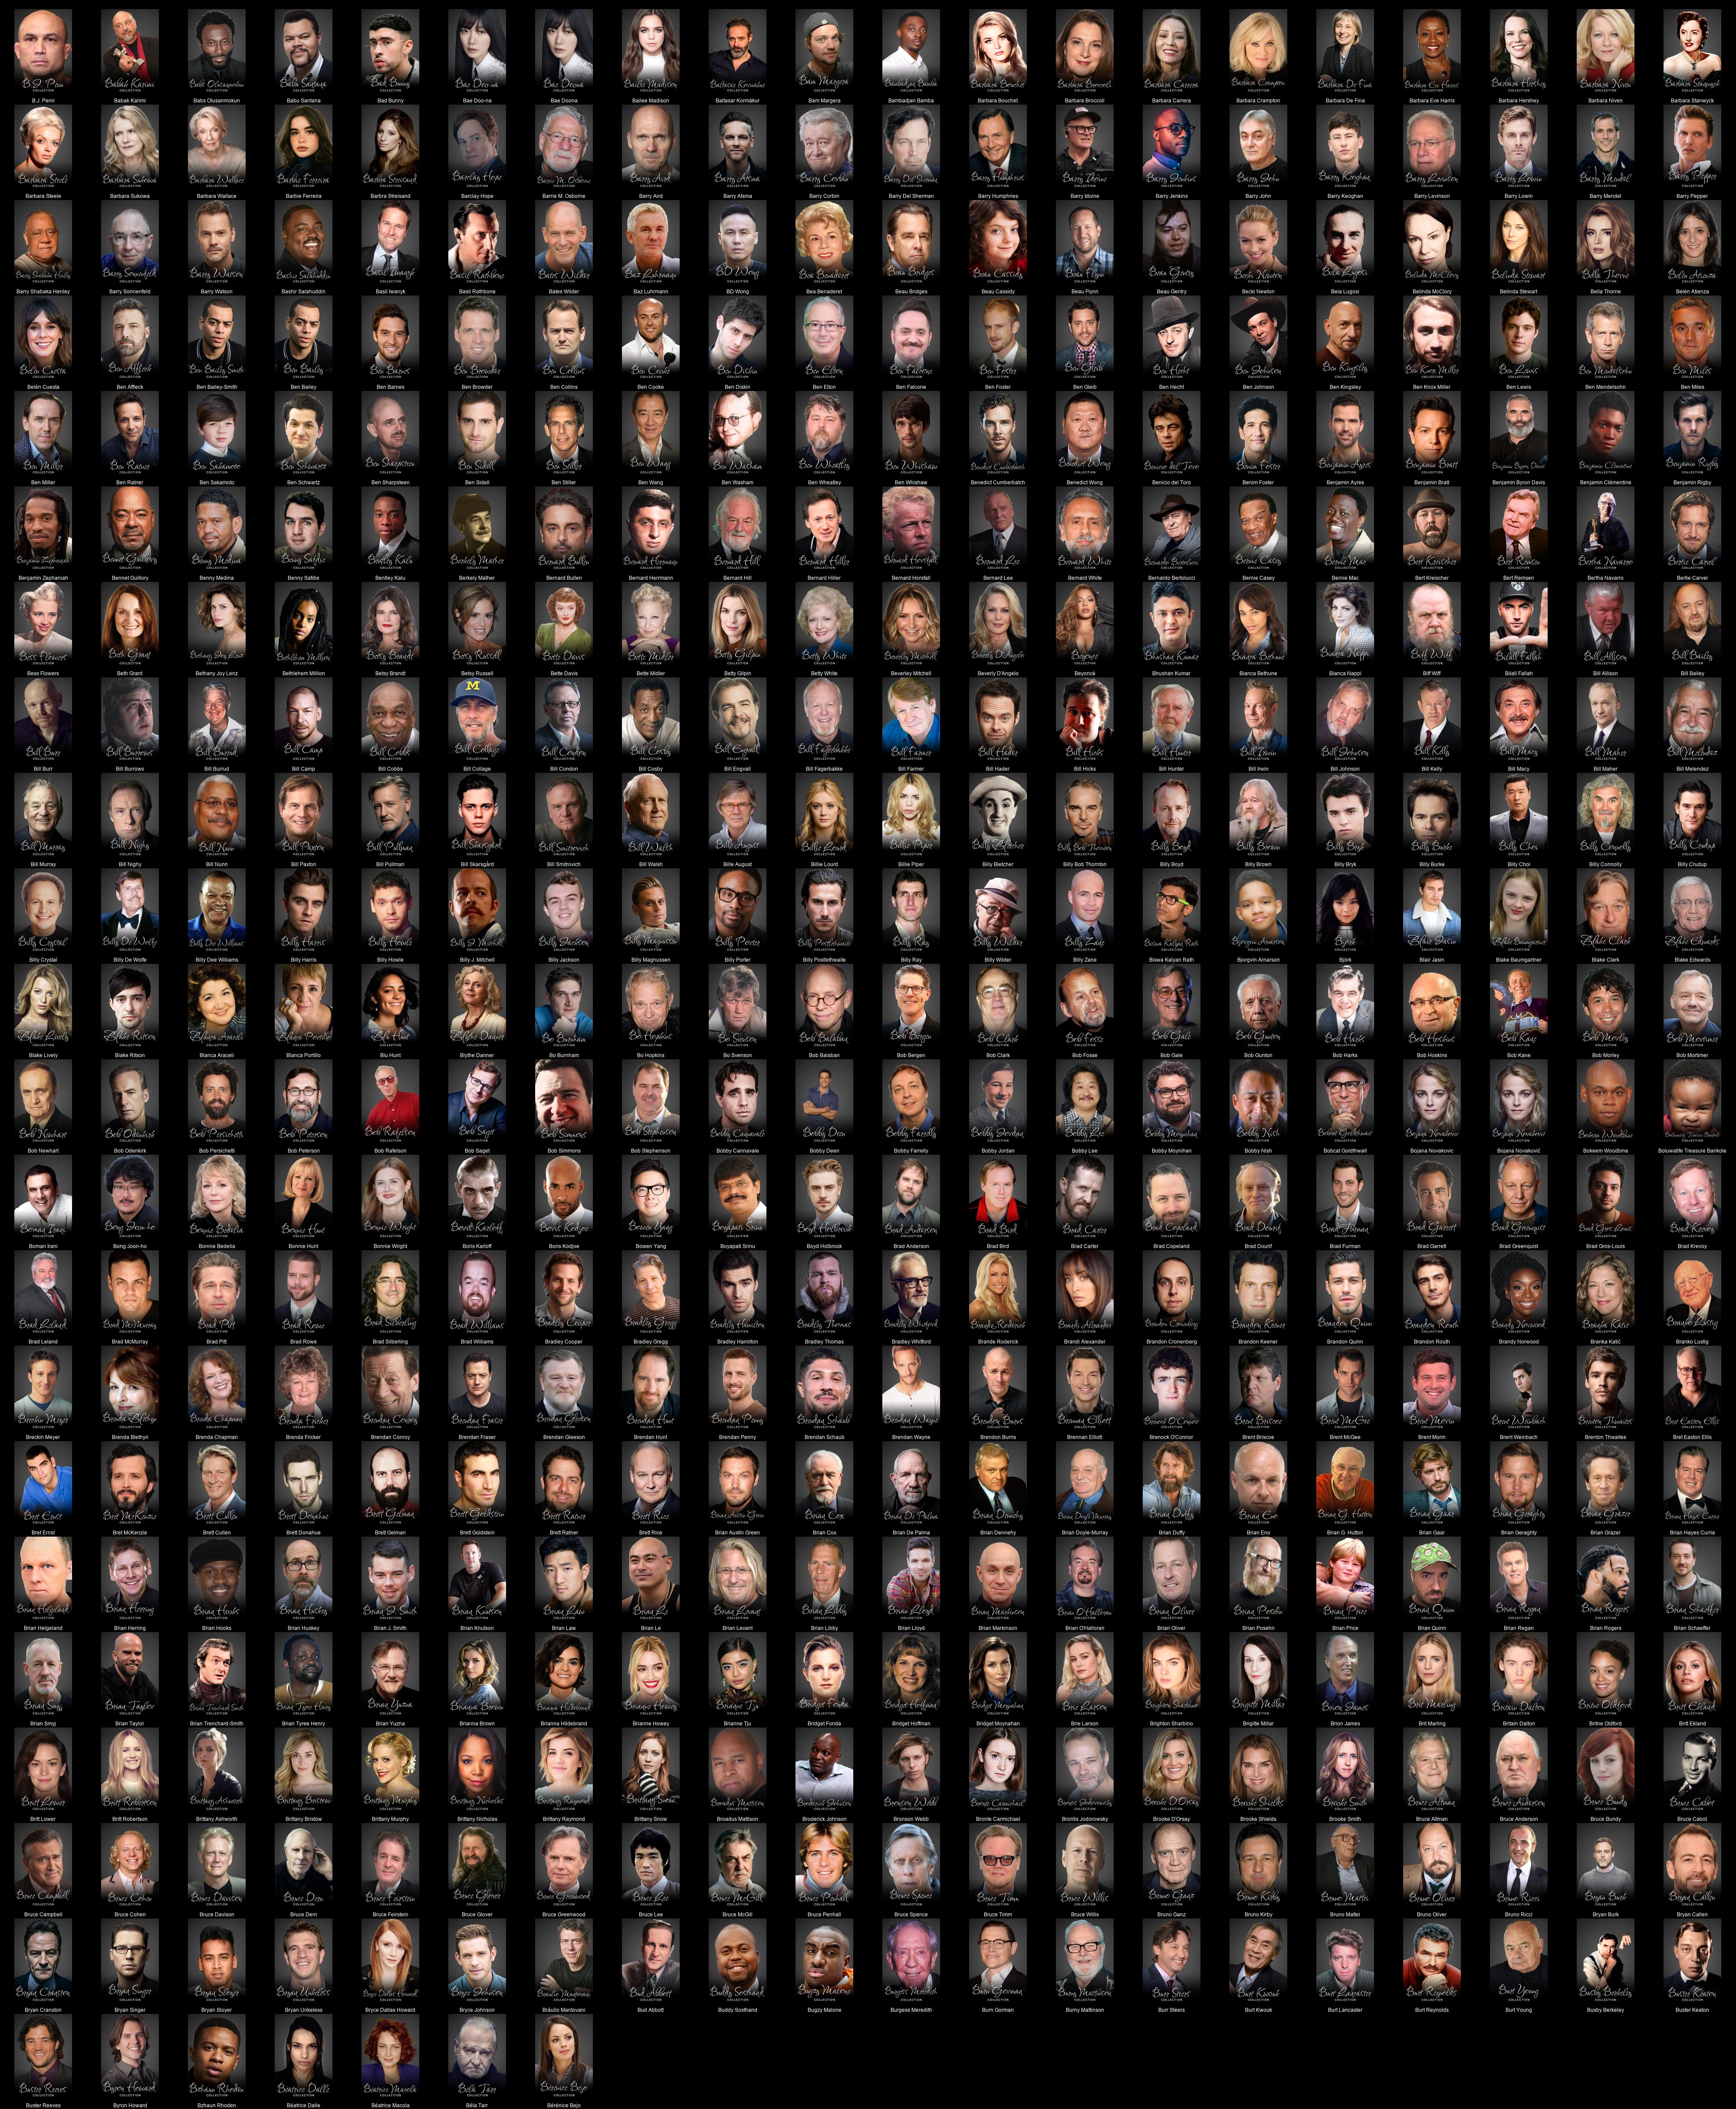 B.J. Penn Babak Karimi Babs Olusanmokun Babu Santana Bad Bunny Bae Doo-na Bae Doona Bailee Madison Baltasar Kormákur Bam Margera Bambadjan Bamba Barbara Bouchet Barbara Broccoli Barbara Carrera Barbara Crampton Barbara De Fina Barbara Eve Harris Barbara Hershey Barbara Niven Barbara Stanwyck
Barbara Steele Barbara Sukowa Barbara Wallace Barbie Ferreira Barbra Streisand Barclay Hope Barrie M. Osborne Barry Aird Barry Atsma Barry Corbin Barry Del Sherman Barry Humphries Barry Idoine Barry Jenkins Barry John Barry Keoghan Barry Levinson Barry Lowin Barry Mendel Barry Pepper
Barry Shabaka Henley Barry Sonnenfeld Barry Watson Bashir Salahuddin Basil Iwanyk Basil Rathbone Bates Wilder Baz Luhrmann BD Wong Bea Benaderet Beau Bridges Beau Cassidy Beau Flynn Beau Gentry Becki Newton Bela Lugosi Belinda McClory Belinda Stewart Bella Thorne Belén Atienza
Belén Cuesta Ben Affleck Ben Bailey-Smith Ben Bailey Ben Barnes Ben Browder Ben Collins Ben Cooke Ben Diskin Ben Elton Ben Falcone Ben Foster Ben Gleib Ben Hecht Ben Johnson Ben Kingsley Ben Knox Miller Ben Lewis Ben Mendelsohn Ben Miles
Ben Miller Ben Ratner Ben Sakamoto Ben Schwartz Ben Sharpsteen Ben Sidell Ben Stiller Ben Wang Ben Washam Ben Wheatley Ben Whishaw Benedict Cumberbatch Benedict Wong Benicio del Toro Benim Foster Benjamin Ayres Benjamin Bratt Benjamin Byron Davis Benjamin Clémentine Benjamin Rigby
Benjamin Zephaniah Bennet Guillory Benny Medina Benny Safdie Bentley Kalu Berkely Mather Bernard Bullen Bernard Herrmann Bernard Hill Bernard Hiller Bernard Horsfall Bernard Lee Bernard White Bernardo Bertolucci Bernie Casey Bernie Mac Bert Kreischer Bert Remsen Bertha Navarro Bertie Carvel
Bess Flowers Beth Grant Bethany Joy Lenz Bethlehem Million Betsy Brandt Betsy Russell Bette Davis Bette Midler Betty Gilpin Betty White Beverley Mitchell Beverly D'Angelo Beyoncé Bhushan Kumar Bianca Bethune Bianca Nappi Biff Wiff Bilall Fallah Bill Allison Bill Bailey
Bill Burr Bill Burrows Bill Burrud Bill Camp Bill Cobbs Bill Collage Bill Condon Bill Cosby Bill Engvall Bill Fagerbakke Bill Farmer Bill Hader Bill Hicks Bill Hunter Bill Irwin Bill Johnson Bill Kelly Bill Macy Bill Maher Bill Melendez
Bill Murray Bill Nighy Bill Nunn Bill Paxton Bill Pullman Bill Skarsgård Bill Smitrovich Bill Walsh Bille August Billie Lourd Billie Piper Billy Bletcher Billy Bob Thornton Billy Boyd Billy Brown Billy Bryk Billy Burke Billy Choi Billy Connolly Billy Crudup
Billy Crystal Billy De Wolfe Billy Dee Williams Billy Harris Billy Howle Billy J. Mitchell Billy Jackson Billy Magnussen Billy Porter Billy Postlethwaite Billy Ray Billy Wilder Billy Zane Biswa Kalyan Rath Bjorgvin Arnarson Björk Blair Jasin Blake Baumgartner Blake Clark Blake Edwards
Blake Lively Blake Ritson Blanca Araceli Blanca Portillo Blu Hunt Blythe Danner Bo Burnham Bo Hopkins Bo Svenson Bob Balaban Bob Bergen Bob Clark Bob Fosse Bob Gale Bob Gunton Bob Harks Bob Hoskins Bob Kane Bob Morley Bob Mortimer
Bob Newhart Bob Odenkirk Bob Persichetti Bob Peterson Bob Rafelson Bob Saget Bob Simmons Bob Stephenson Bobby Cannavale Bobby Deen Bobby Farrelly Bobby Jordan Bobby Lee Bobby Moynihan Bobby Nish Bobcat Goldthwait Bojana Novakovic Bojana Novaković Bokeem Woodbine Boluwatife Treasure Bankole
Boman Irani Bong Joon-ho Bonnie Bedelia Bonnie Hunt Bonnie Wright Boris Karloff Boris Kodjoe Bowen Yang Boyapati Srinu Boyd Holbrook Brad Anderson Brad Bird Brad Carter Brad Copeland Brad Dourif Brad Furman Brad Garrett Brad Greenquist Brad Gros-Louis Brad Krevoy
Brad Leland Brad McMurray Brad Pitt Brad Rowe Brad Silberling Brad Williams Bradley Cooper Bradley Gregg Bradley Hamilton Bradley Thomas Bradley Whitford Brande Roderick Brandi Alexander Brandon Cronenberg Brandon Keener Brandon Quinn Brandon Routh Brandy Norwood Branka Katić Branko Lustig
Breckin Meyer Brenda Blethyn Brenda Chapman Brenda Fricker Brendan Conroy Brendan Fraser Brendan Gleeson Brendan Hunt Brendan Penny Brendan Schaub Brendan Wayne Brendon Burns Brennan Elliott Brenock O'Connor Brent Briscoe Brent McGee Brent Morin Brent Weinbach Brenton Thwaites Bret Easton Ellis
Bret Ernst Bret McKenzie Brett Cullen Brett Donahue Brett Gelman Brett Goldstein Brett Ratner Brett Rice Brian Austin Green Brian Cox Brian De Palma Brian Dennehy Brian Doyle-Murray Brian Duffy Brian Eno Brian G. Hutton Brian Gaar Brian Geraghty Brian Grazer Brian Hayes Currie
Brian Helgeland Brian Herring Brian Hooks Brian Huskey Brian J. Smith Brian Knutson Brian Law Brian Le Brian Levant Brian Libby Brian Lloyd Brian Markinson Brian O'Halloran Brian Oliver Brian Posehn Brian Price Brian Quinn Brian Regan Brian Rogers Brian Schaeffer
Brian Smyj Brian Taylor Brian Trenchard-Smith Brian Tyree Henry Brian Yuzna Brianna Brown Brianna Hildebrand Brianne Howey Brianne Tju Bridget Fonda Bridget Hoffman Bridget Moynahan Brie Larson Brighton Sharbino Brigitte Millar Brion James Brit Marling Britain Dalton Britne Oldford Britt Ekland
Britt Lower Britt Robertson Brittany Ashworth Brittany Bristow Brittany Murphy Brittany Nicholas Brittany Raymond Brittany Snow Broadus Mattison Broderick Johnson Bronson Webb Bronte Carmichael Brontis Jodorowsky Brooke D'Orsay Brooke Shields Brooke Smith Bruce Altman Bruce Anderson Bruce Bundy Bruce Cabot
Bruce Campbell Bruce Cohen Bruce Davison Bruce Dern Bruce Feirstein Bruce Glover Bruce Greenwood Bruce Lee Bruce McGill Bruce Penhall Bruce Spence Bruce Timm Bruce Willis Bruno Ganz Bruno Kirby Bruno Mattei Bruno Oliver Bruno Ricci Bryan Burk Bryan Callen
Bryan Cranston Bryan Singer Bryan Sloyer Bryan Unkeless Bryce Dallas Howard Bryce Johnson Bráulio Mantovani Bud Abbott Buddy Sosthand Bugzy Malone Burgess Meredith Burn Gorman Burny Mattinson Burr Steers Burt Kwouk Burt Lancaster Burt Reynolds Burt Young Busby Berkeley Buster Keaton
Buster Reeves Byron Howard Bzhaun Rhoden Béatrice Dalle Béatrice Macola Béla Tarr Bérénice Bejo